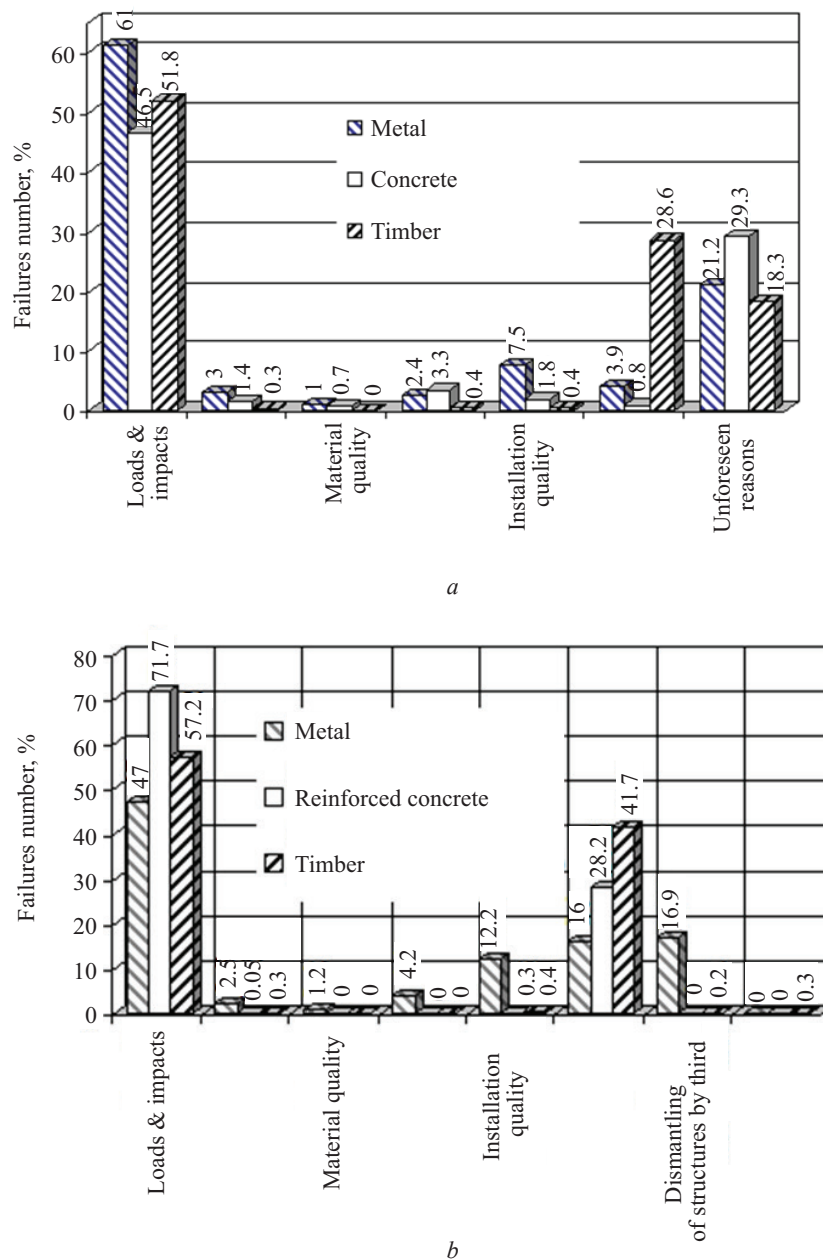 Failures number, %
60
50
40
30
20
10
0
61
46.5
51.8
3
1.4
0.3
1
0.7
0
2.4
3.3
0.4
7.5
1.8
0.4
3.9
0.8
28.6
21.2
29.3
18.3
Metal
Concrete
Timber
Loads &
impacts
Material
quality
Installation
quality
Unforeseen
reasons
a
Failures number, %
80
70
60
50
40
30
20
10
0
47
71.7
57.2
2.5
0.05
0.3
1.2
0
0
4.2
0
0
12.2
0.3
0.4
16
28.2
41.7
16.9
0
0.2
0
0
0.3
Metal
Reinforced concrete
Timber
Loads & impacts
Material quality
Installation
quality
Dismantling
of structures by third
b